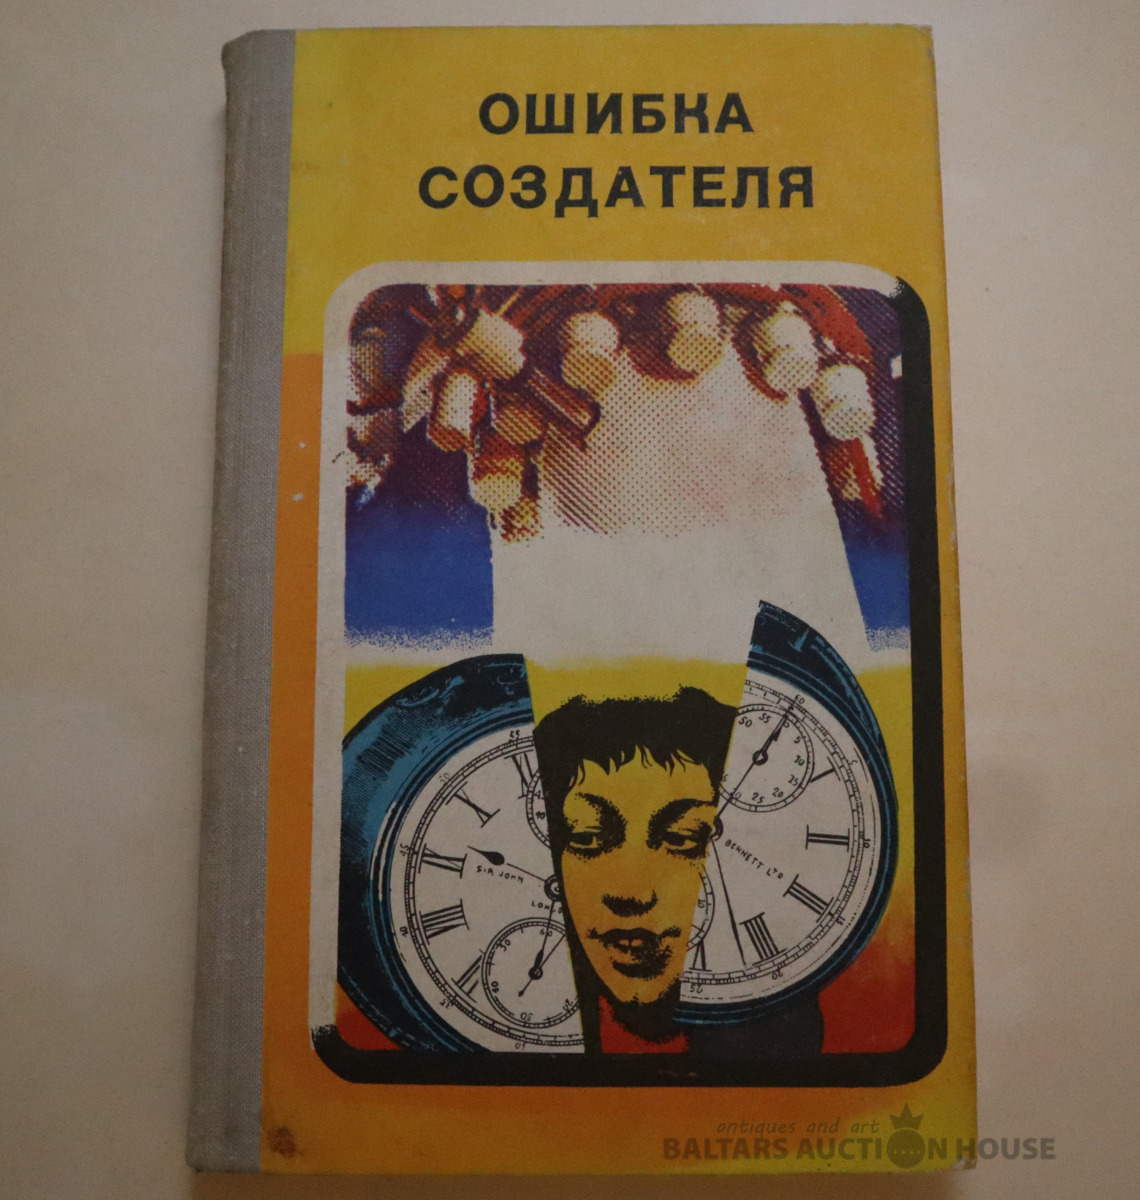 ОШИБКА
СОЗДАТЕЛЯ
SIR JOHN
BENNETT LTD
antiques and art
BALTARS AUCTION HOUSE